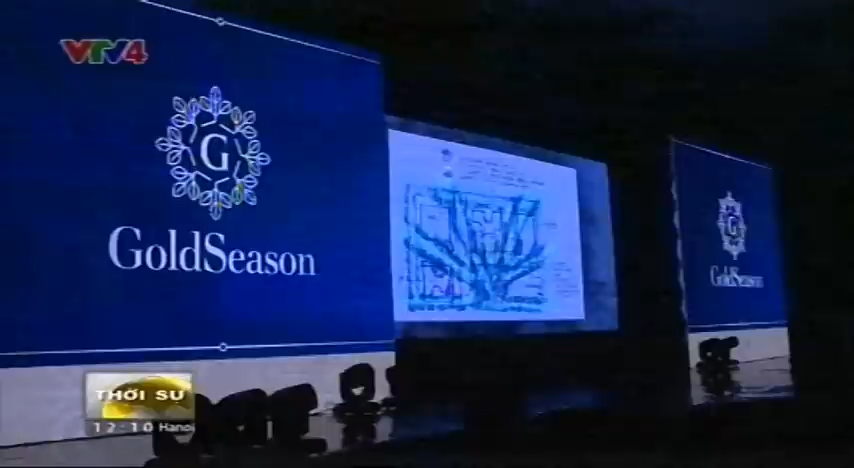 VTV4
G
GoldSeason
G
GoldSeason
THỜI SỰ
12:10 Hanoi